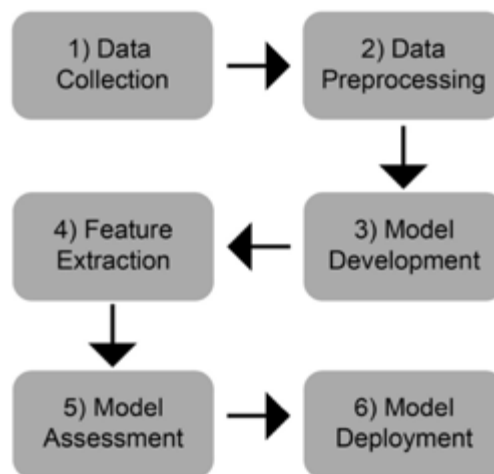 1) Data
Collection
2) Data
Preprocessing
3) Model
Development
4) Feature
Extraction
5) Model
Assessment
6) Model
Deployment